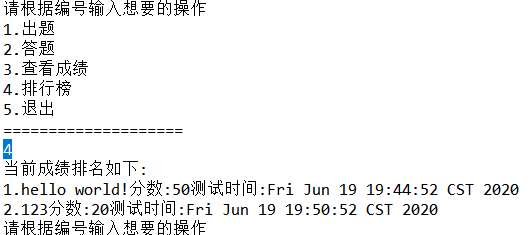 请根据编号输入想要的操作
1.出题
2.答题
3.查看成绩
4.排行榜
5.退出
====================
4
当前成绩排名如下:
1.hello world!分数:50测试时间:Fri Jun 19 19:44:52 CST 2020
2.123分数:20测试时间:Fri Jun 19 19:50:52 CST 2020
请根据编号输入想要的操作